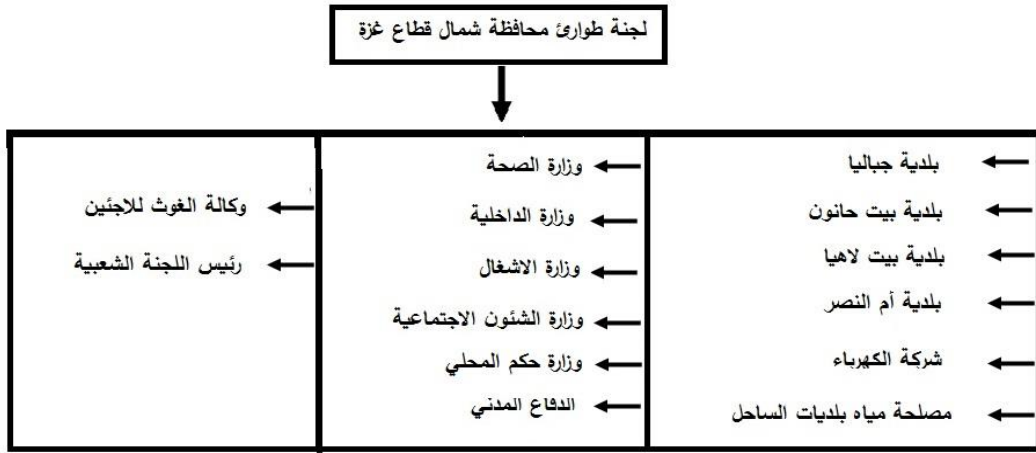 لجنة طوارئ محافظة شمال قطاع غزة
بلدية جباليا
بلدية بيت حانون
بلدية بيت لاهيا
بلدية أم النصر
شركة الكهرباء
مصلحة مياه بلديات الساحل
وزارة الصحة
وزارة الداخلية
وزارة الاشغال
وزارة الشئون الاجتماعية
وزارة حكم المحلي
الدفاع المدني
وكالة الغوث للاجئين
رئيس اللجنة الشعبية